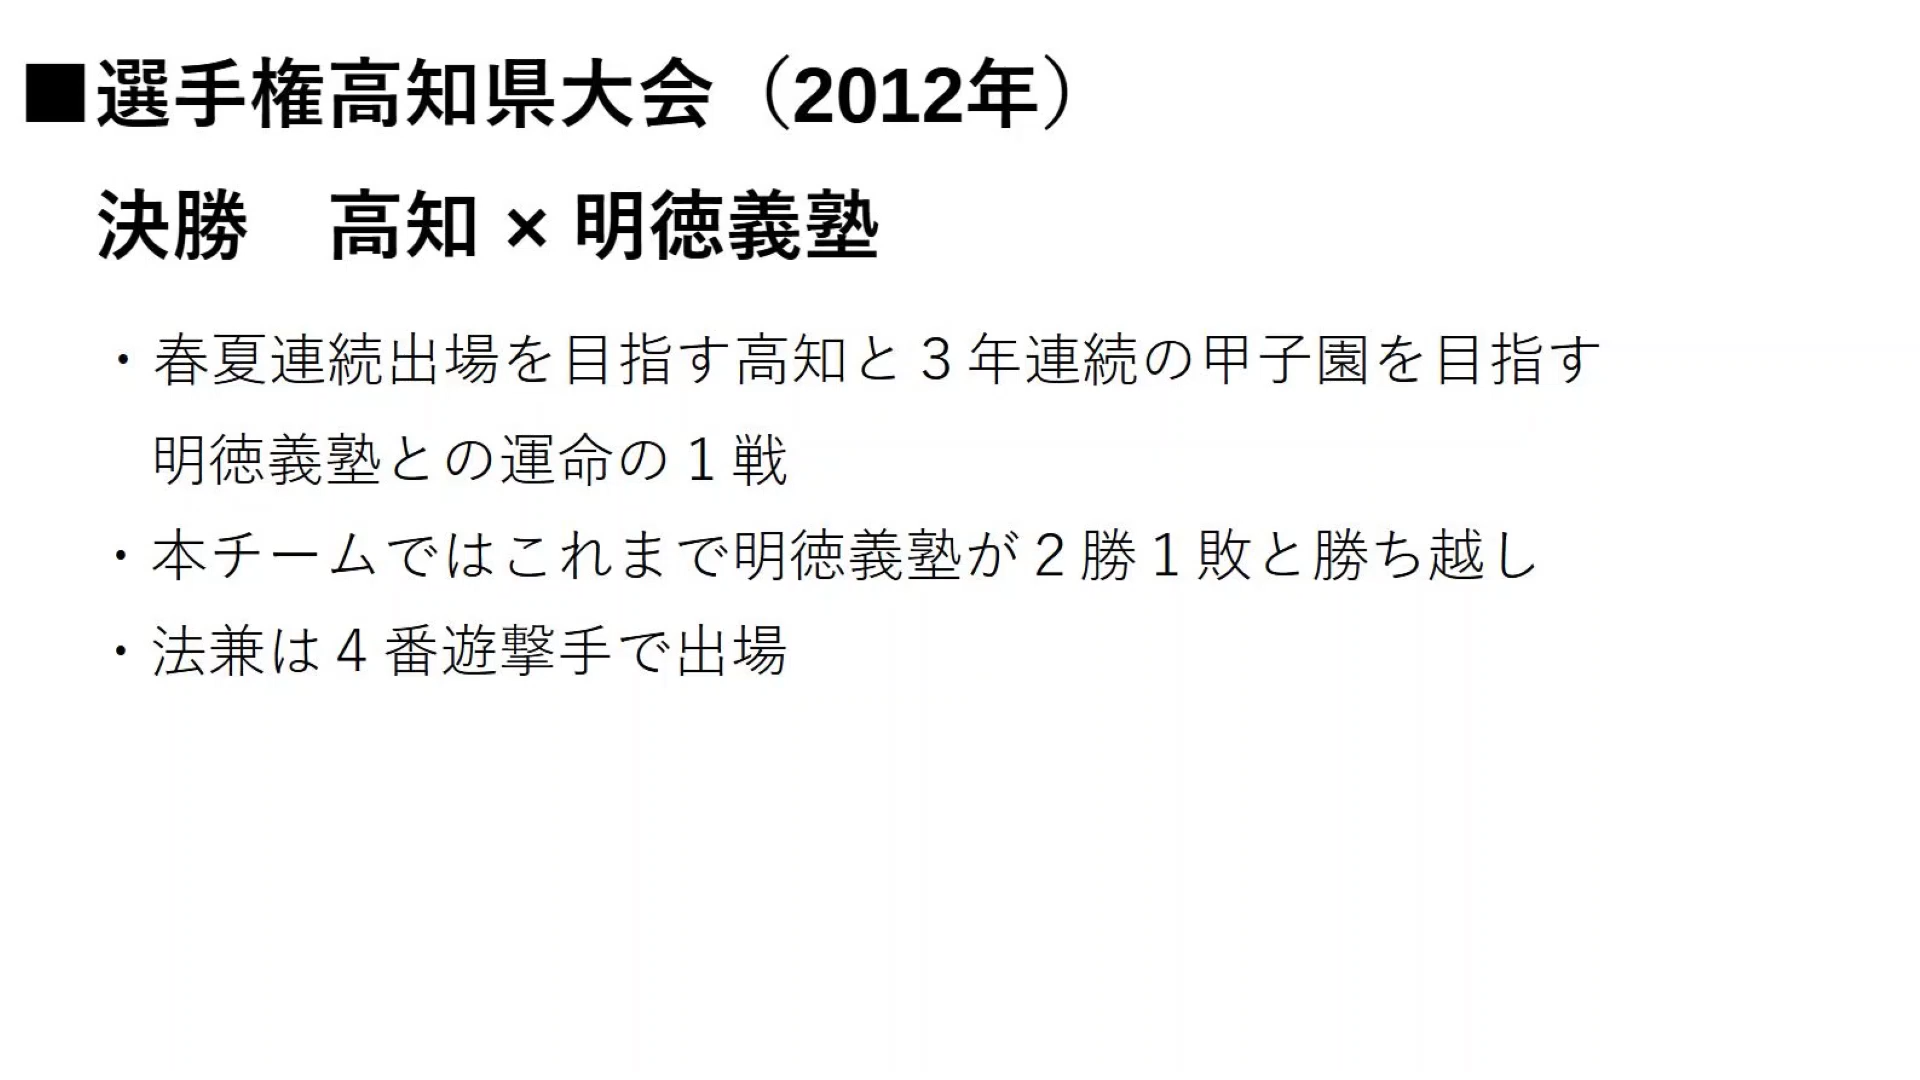 ■選手権高知県大会（2012年）
決勝　高知 × 明徳義塾
・春夏連続出場を目指す高知と３年連続の甲子園を目指す
明徳義塾との運命の１戦
・本チームではこれまで明徳義塾が２勝１敗と勝ち越し
・法兼は４番遊撃手で出場